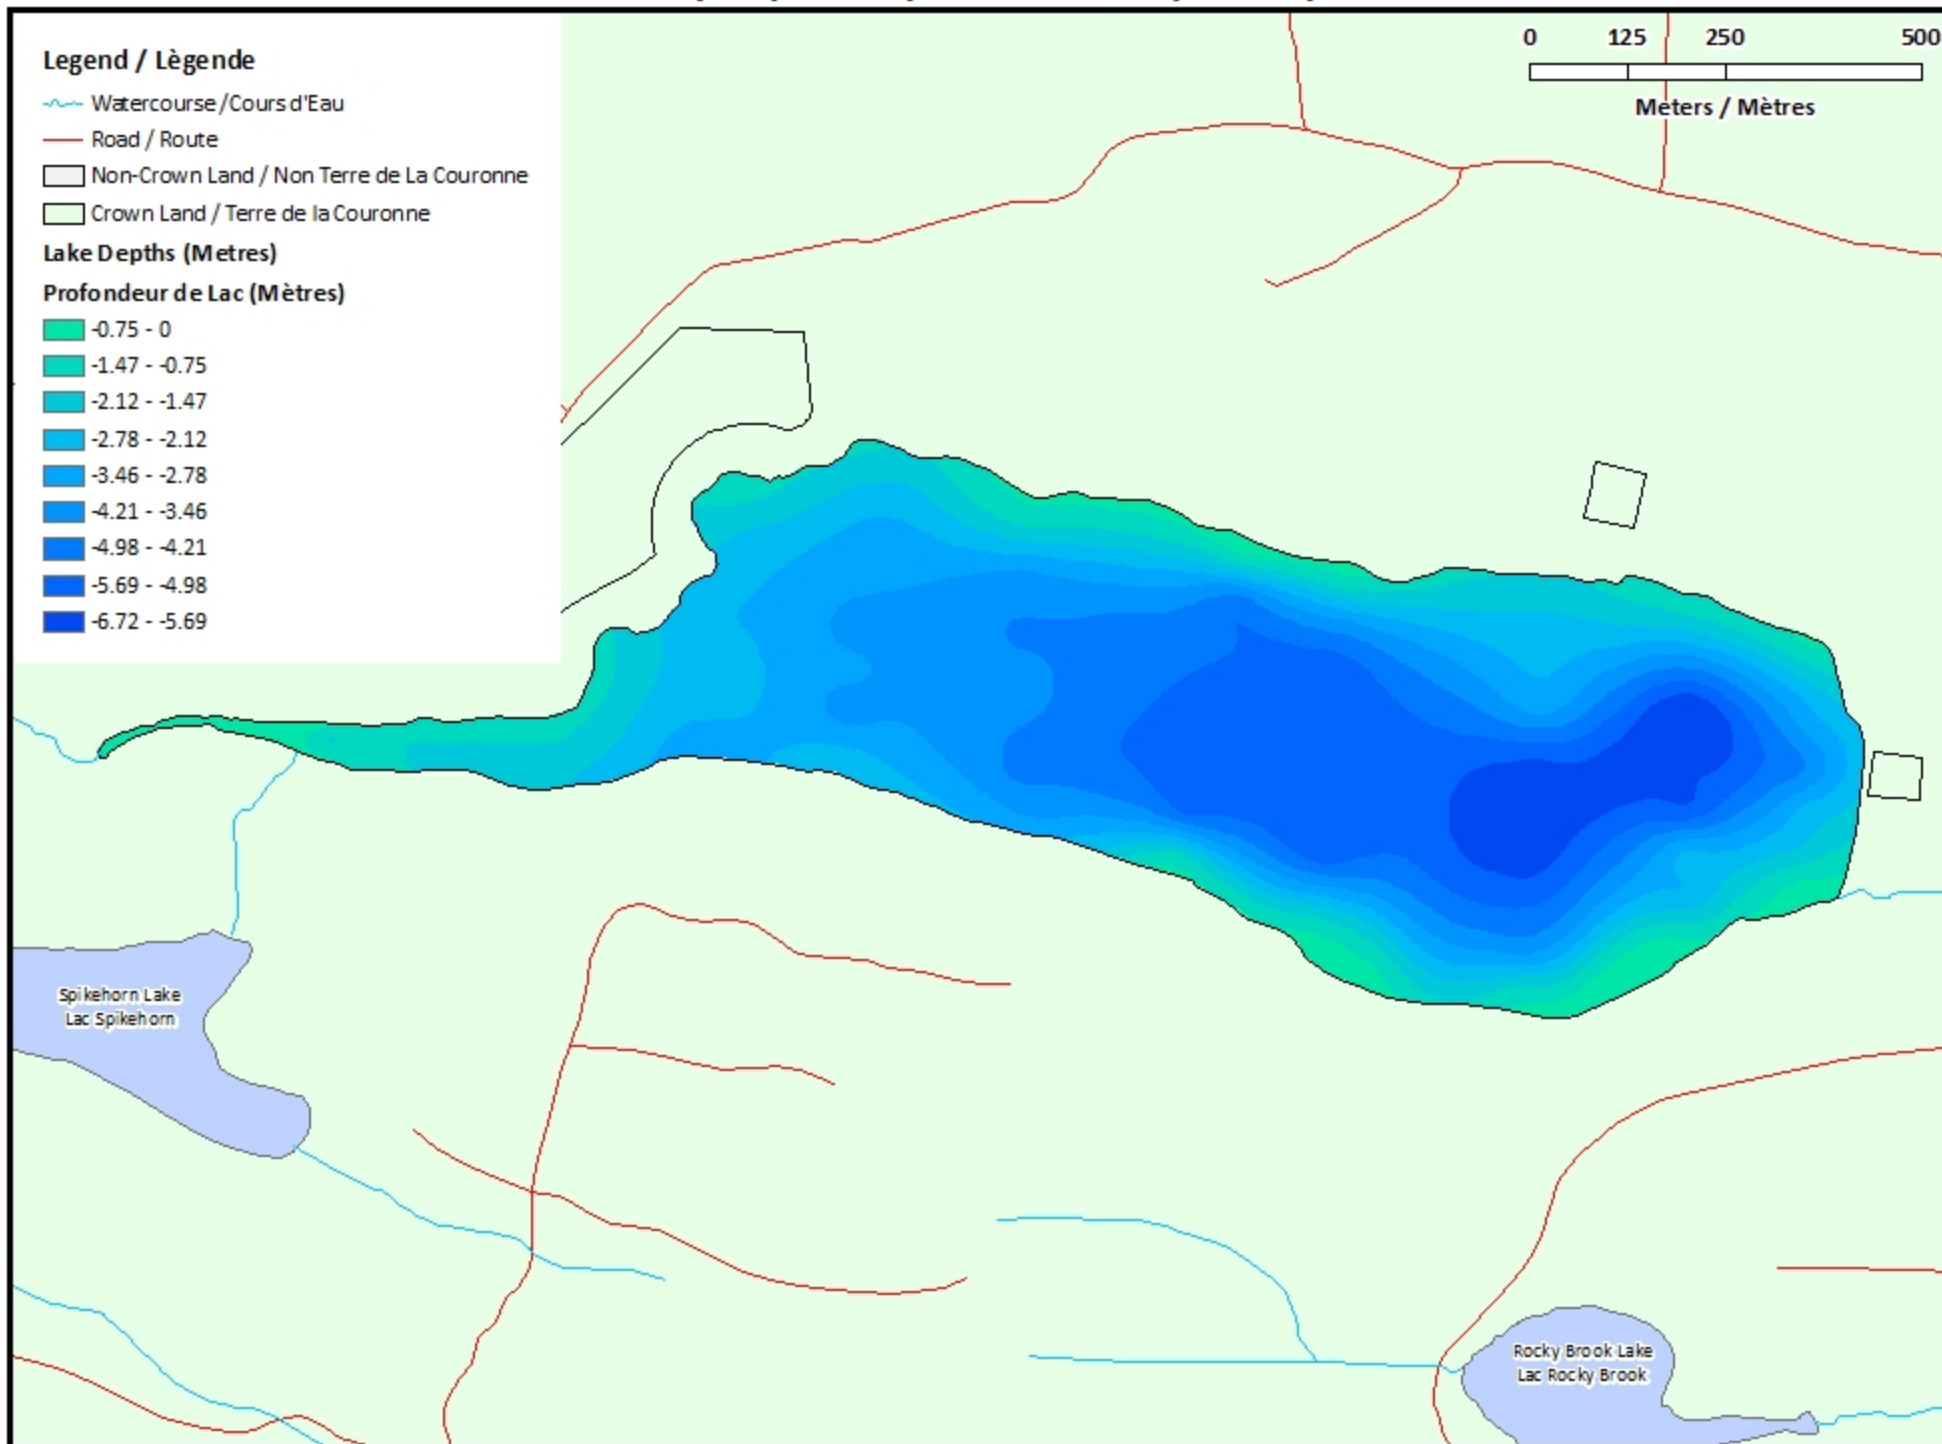 Legend / Lègende
Watercourse/Cours d'Eau
Road / Route
Non-Crown Land / Non Terre de La Couronne
Crown Land / Terre de la Couronne
Lake Depths (Metres)
Profondeur de Lac (Mètres)
-0.75 - 0
-1.47 - -0.75
-2.12 - -1.47
-2.78 - -2.12
-3.46 - -2.78
-4.21 - -3.46
-4.98 - -4.21
-5.69 - -4.98
-6.72 - -5.69
0 125 250 500
Meters / Mètres
Spikehorn Lake
Lac Spikehorn
Rocky Brook Lake
Lac Rocky Brook